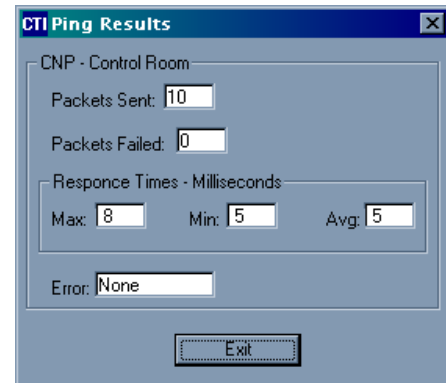 CTI Ping Results
CNP - Control Room
Packets Sent: 10
Packets Failed: 0
Responce Times - Milliseconds
Max: 8 Min: 5 Avg: 5
Error: None
Exit